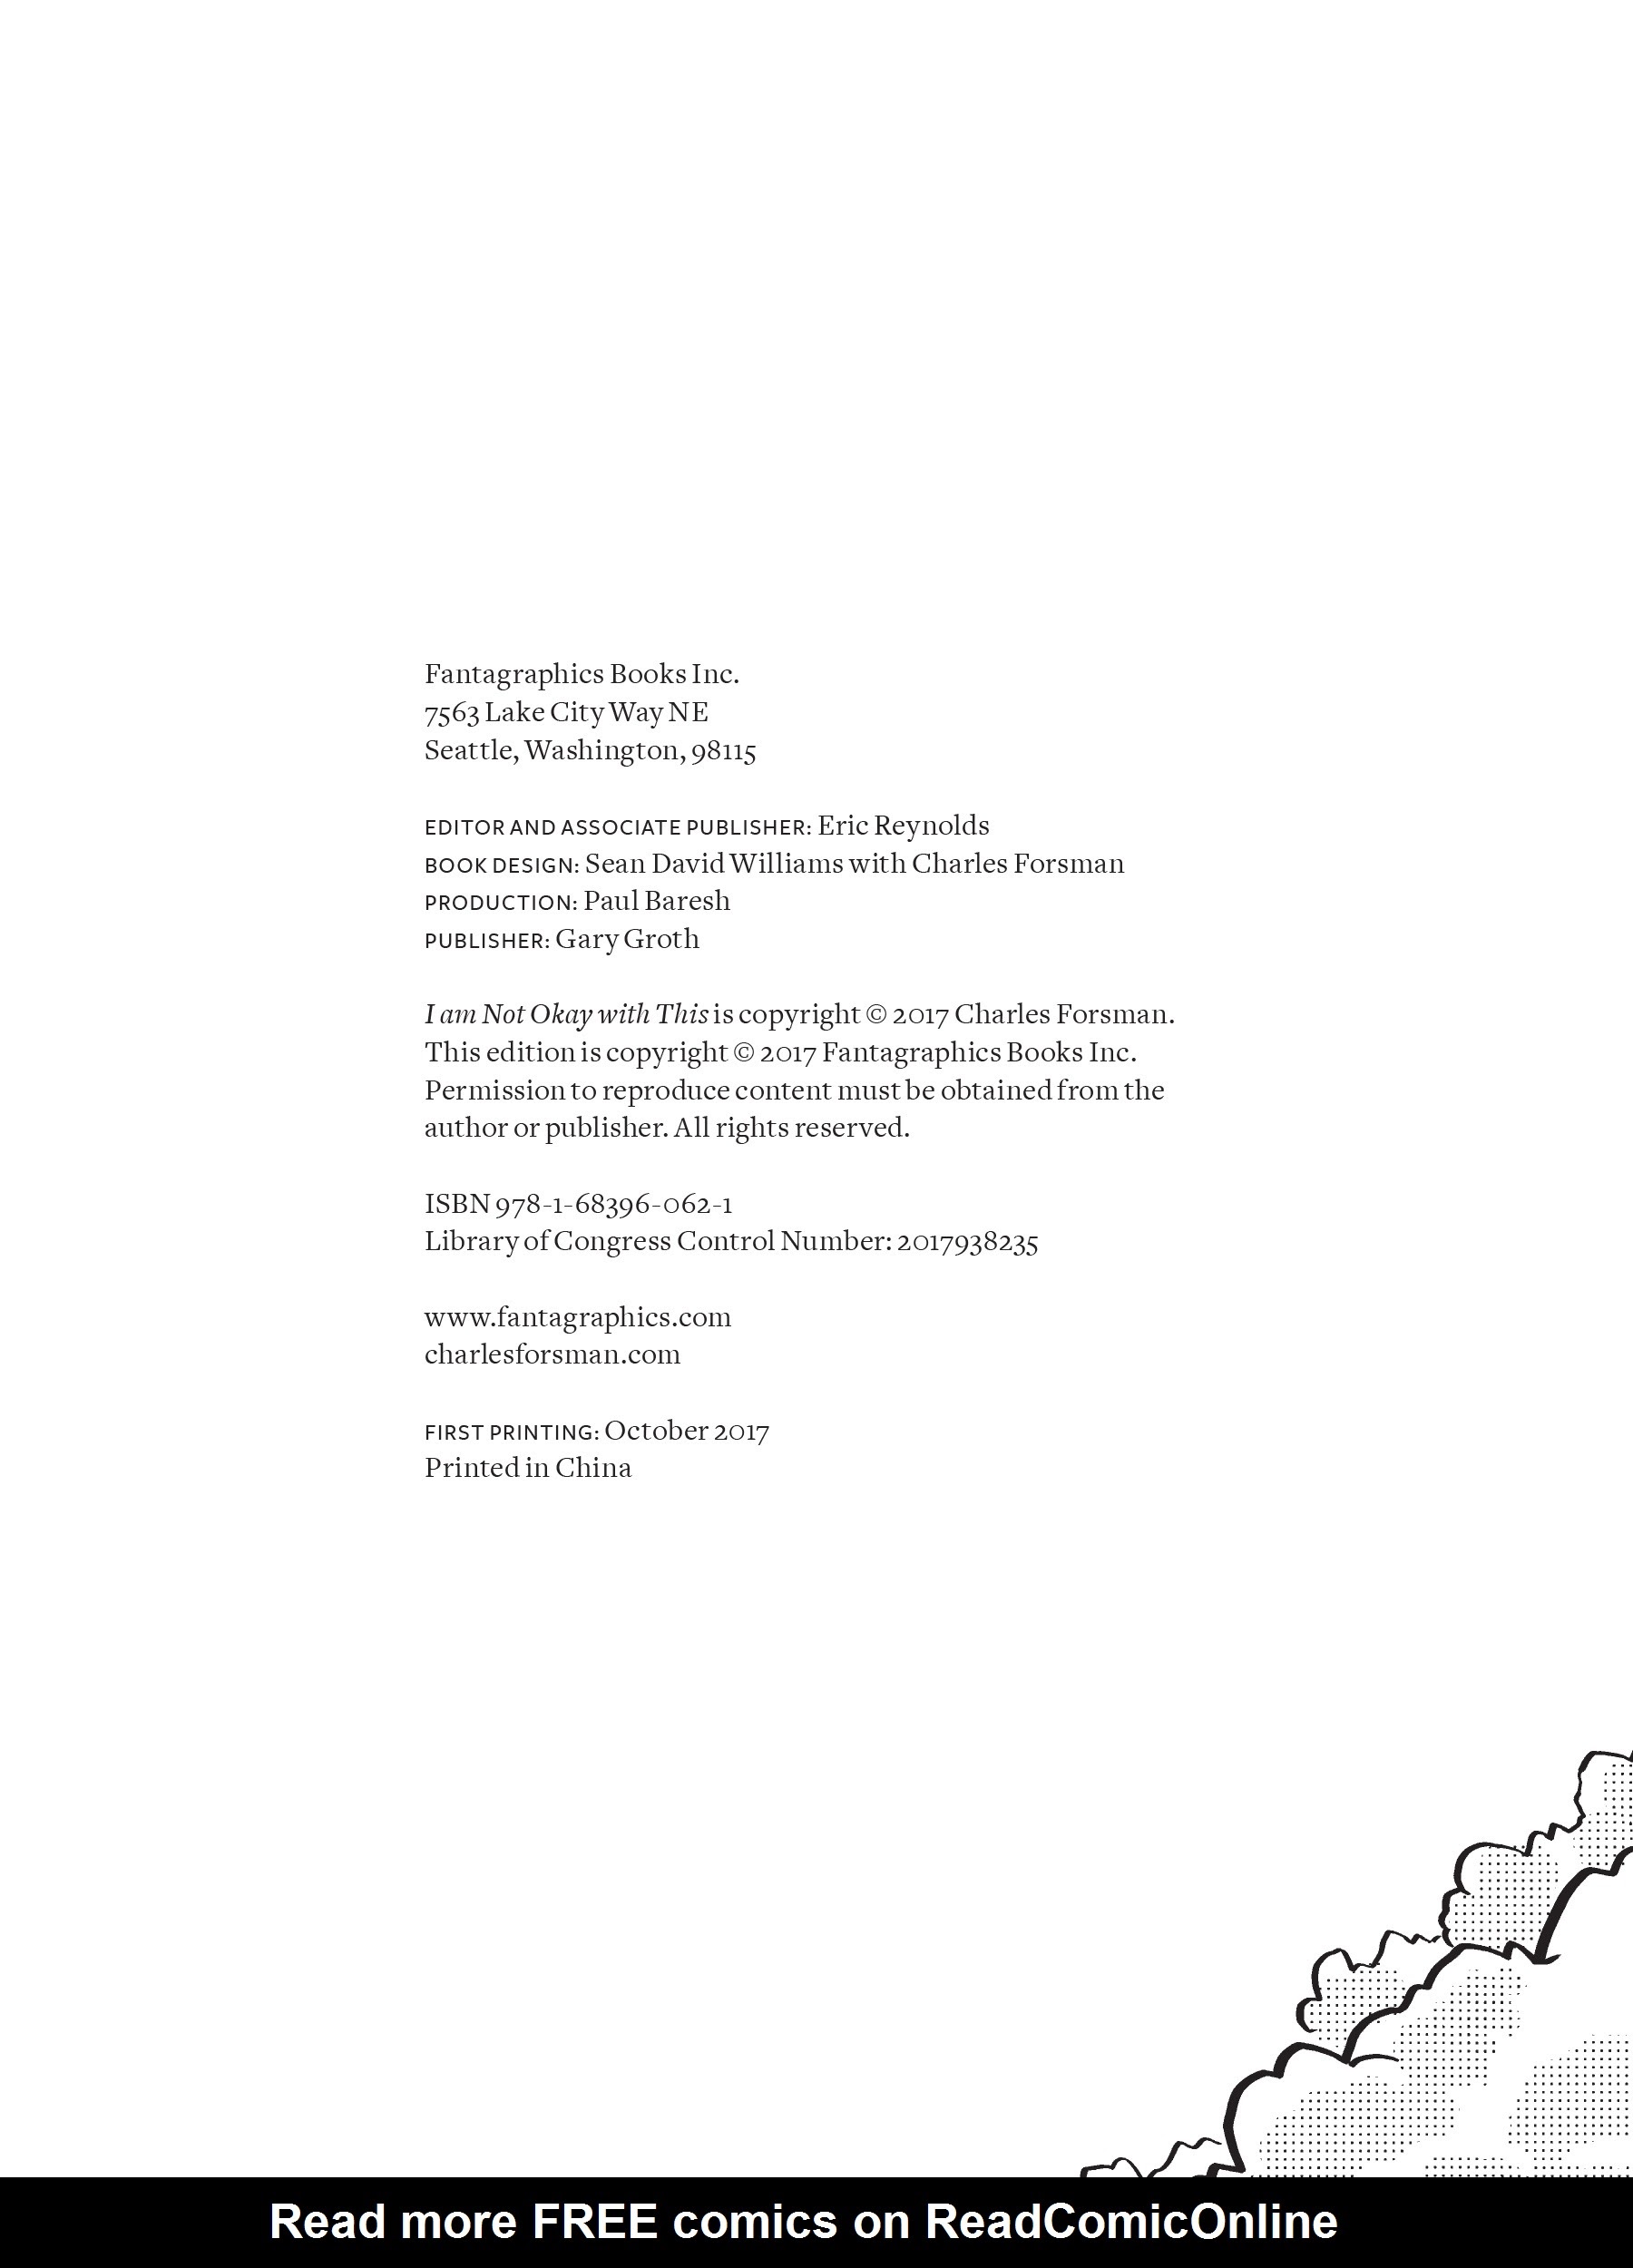 Fantagraphics Books Inc.
7563 Lake City Way NE
Seattle, Washington, 98115
EDITOR AND ASSOCIATE PUBLISHER: Eric Reynolds
BOOK DESIGN: Sean David Williams with Charles Forsman
PRODUCTION: Paul Baresh
PUBLISHER: Gary Groth
I am Not Okay with This is copyright © 2017 Charles Forsman.
This edition is copyright © 2017 Fantagraphics Books Inc.
Permission to reproduce content must be obtained from the
author or publisher. All rights reserved.
ISBN 978-1-68396-062-1
Library of Congress Control Number: 2017938235
www.fantagraphics.com
charlesforsman.com
FIRST PRINTING: October 2017
Printed in China
Read more FREE comics on ReadComicOnline